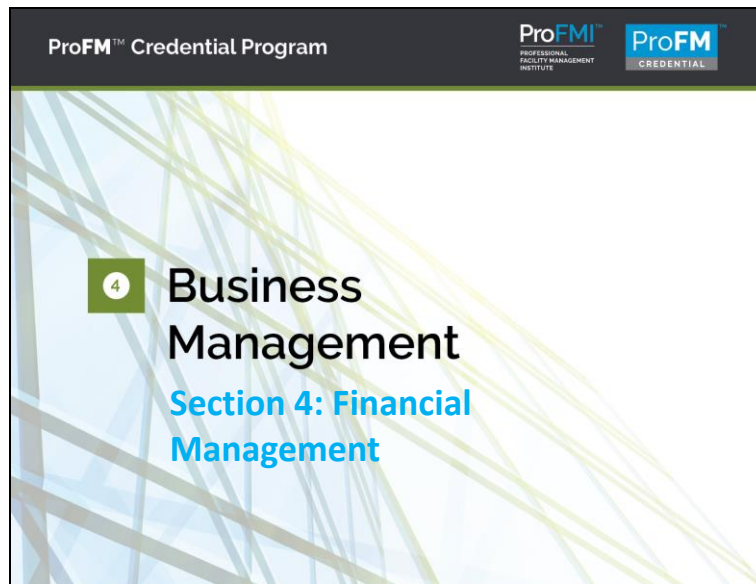 ProFM™ Credential Program
ProFMI™
PROFESSIONAL
FACILITY MANAGEMENT
INSTITUTE
ProFM
CREDENTIAL
4
Business
Management
Section 4: Financial
Management